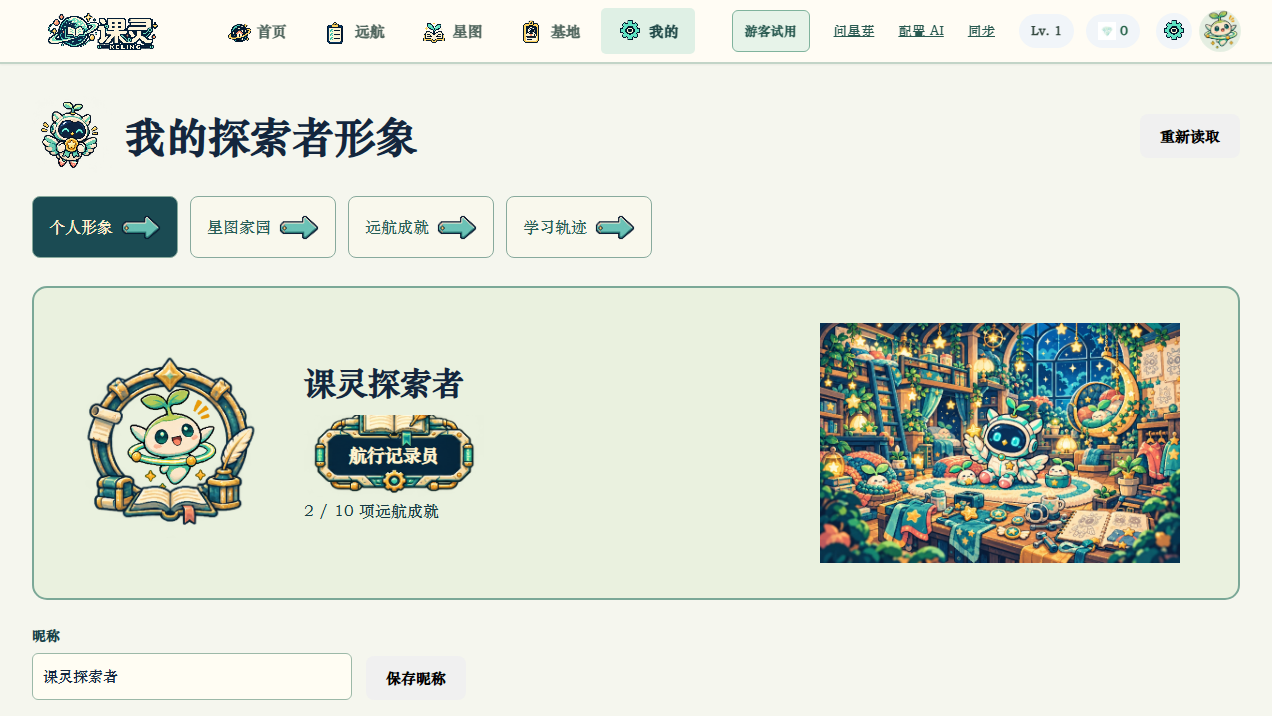 课灵
KELING
首页
远航
星图
基地
我的
游客试用
问星芽
配置 AI
同步
Lv. 1
0
我的探索者形象
重新读取
个人形象
星图家园
远航成就
学习轨迹
课灵探索者
航行记录员
2 / 10 项远航成就
昵称
课灵探索者
保存昵称